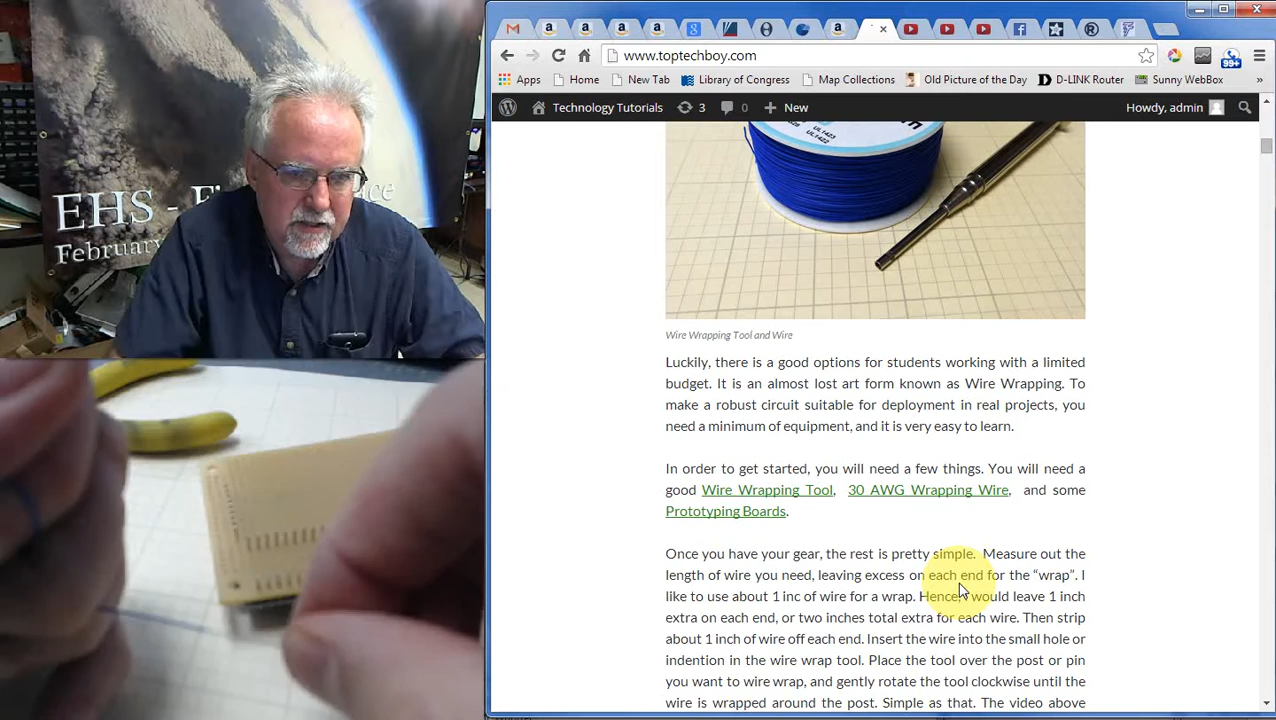 EHS - Fi
ace
February
www.toptechboy.com
Apps
Home
New Tab
Library of Congress
Map Collections
Old Picture of the Day
D-LINK Router
Sunny WebBox
99+
Technology Tutorials
3
0
New
Howdy, admin
UL1423
UL1422
Wire Wrapping Tool and Wire
Luckily, there is a good options for students working with a limited
budget. It is an almost lost art form known as Wire Wrapping. To
make a robust circuit suitable for deployment in real projects, you
need a minimum of equipment, and it is very easy to learn.
In order to get started, you will need a few things. You will need a
good Wire Wrapping Tool, 30 AWG Wrapping Wire, and some
Prototyping Boards.
Once you have your gear, the rest is pretty simple. Measure out the
length of wire you need, leaving excess on each end for the “wrap”. I
like to use about 1 inc of wire for a wrap. Hence, I would leave 1 inch
extra on each end, or two inches total extra for each wire. Then strip
about 1 inch of wire off each end. Insert the wire into the small hole or
indention in the wire wrap tool. Place the tool over the post or pin
you want to wire wrap, and gently rotate the tool clockwise until the
wire is wrapped around the post. Simple as that. The video above